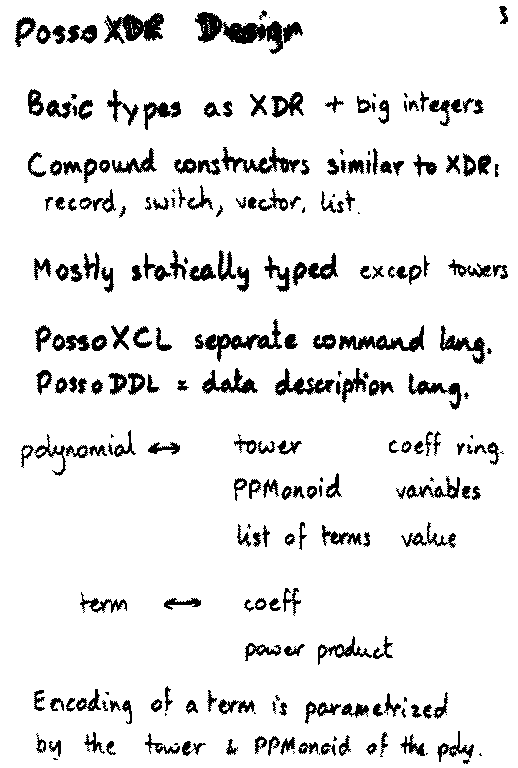 PossoXDR Design 3
Basic types as XDR + big integers
Compound constructors similar to XDR:
record, switch, vector, list.
Mostly statically typed except towers
PossoXCL separate command lang.
PossoDDL = data description lang.
polynomial ↔ tower coeff ring
PPMonoid variables
list of terms value
term ↔ coeff
power product
Encoding of a term is parametrized
by the tower & PPMonoid of the poly.